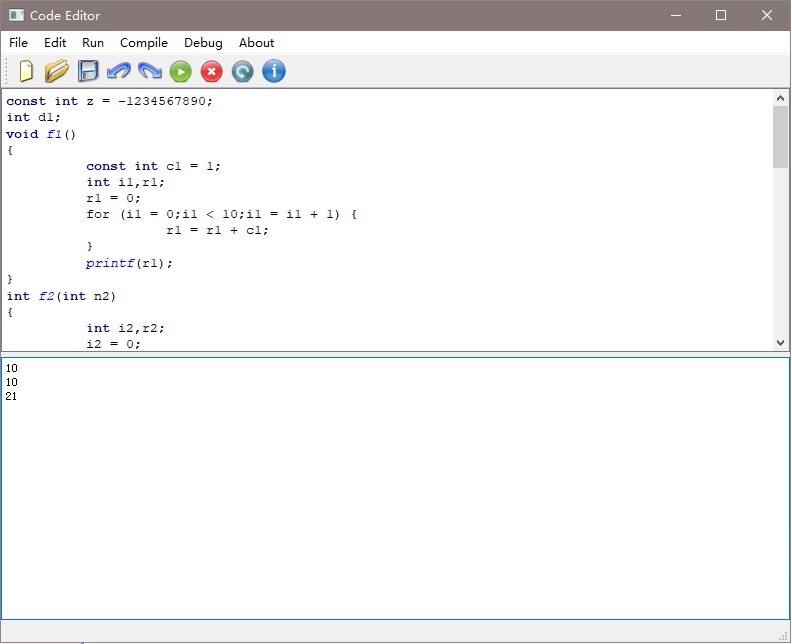 Code Editor
File Edit Run Compile Debug About
const int z = -1234567890;
int d1;
void f1()
{
const int c1 = 1;
int i1,r1;
r1 = 0;
for (i1 = 0;i1 < 10;i1 = i1 + 1) {
r1 = r1 + c1;
}
printf(r1);
}
int f2(int n2)
{
int i2,r2;
i2 = 0;
10
10
21